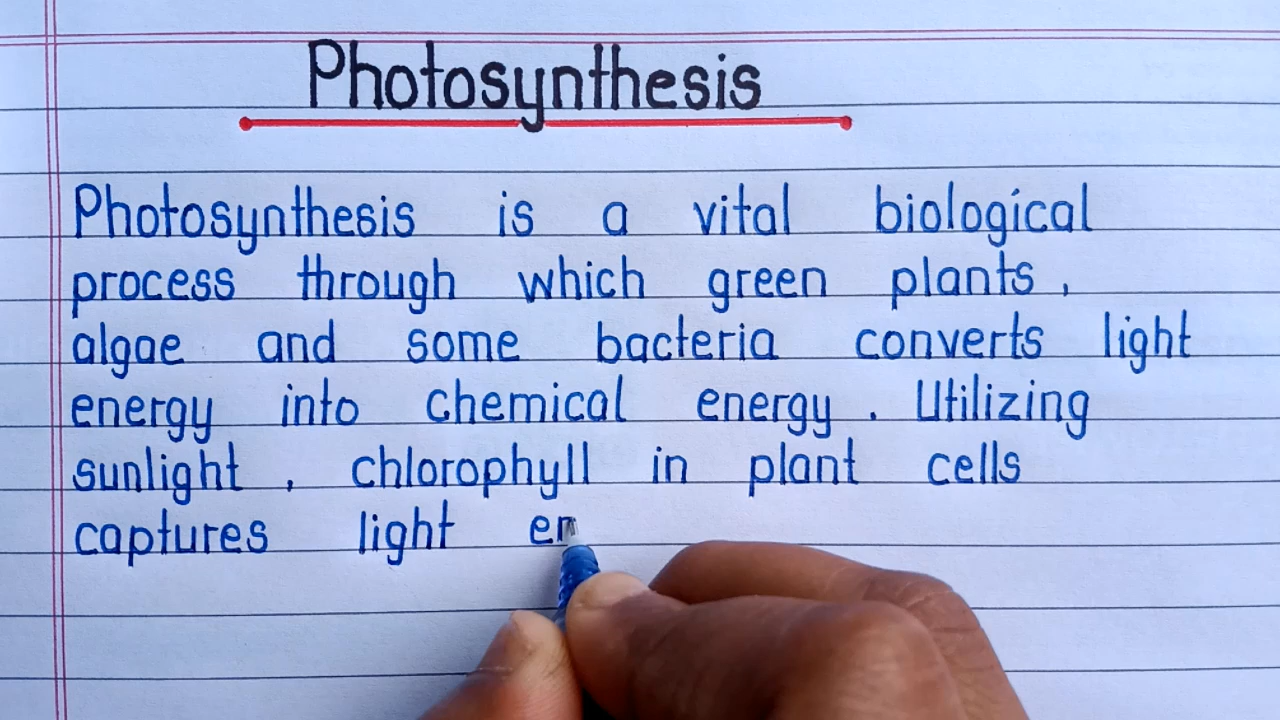 Photosynthesis
Photosynthesis is a vital biological
process through which green plants,
algae and some bacteria converts light
energy into chemical energy. Utilizing
sunlight, chlorophyll in plant cells
captures light en